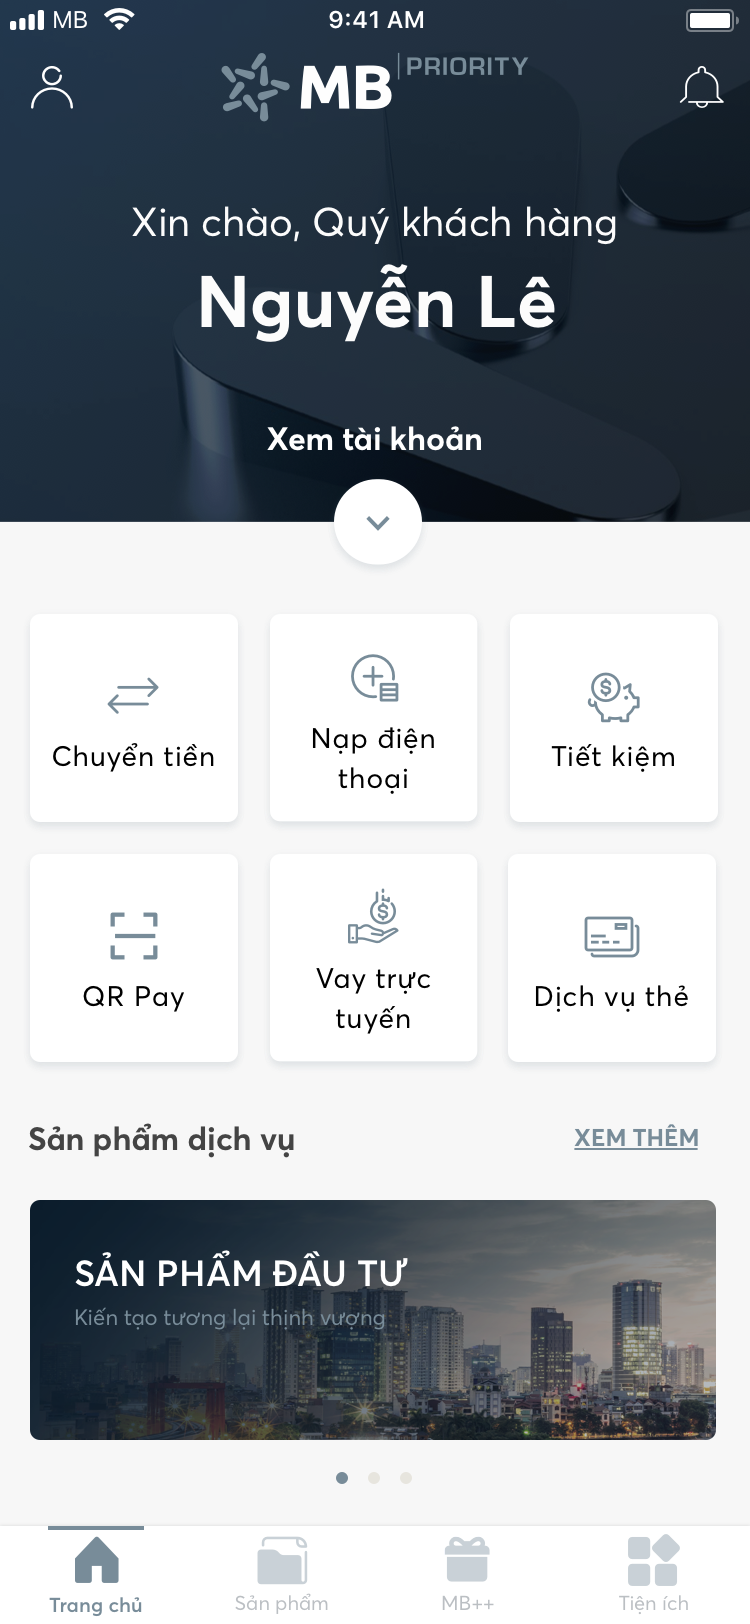 MB
9:41 AM
MB PRIORITY
Xin chào, Quý khách hàng
Nguyễn Lê
Xem tài khoản
Chuyển tiền
Nạp điện
thoại
Tiết kiệm
QR Pay
Vay trực
tuyến
Dịch vụ thẻ
Sản phẩm dịch vụ
XEM THÊM
SẢN PHẨM ĐẦU TƯ
Kiến tạo tương lại thịnh vượng
Trang chủ
Sản phẩm
MB++
Tiện ích